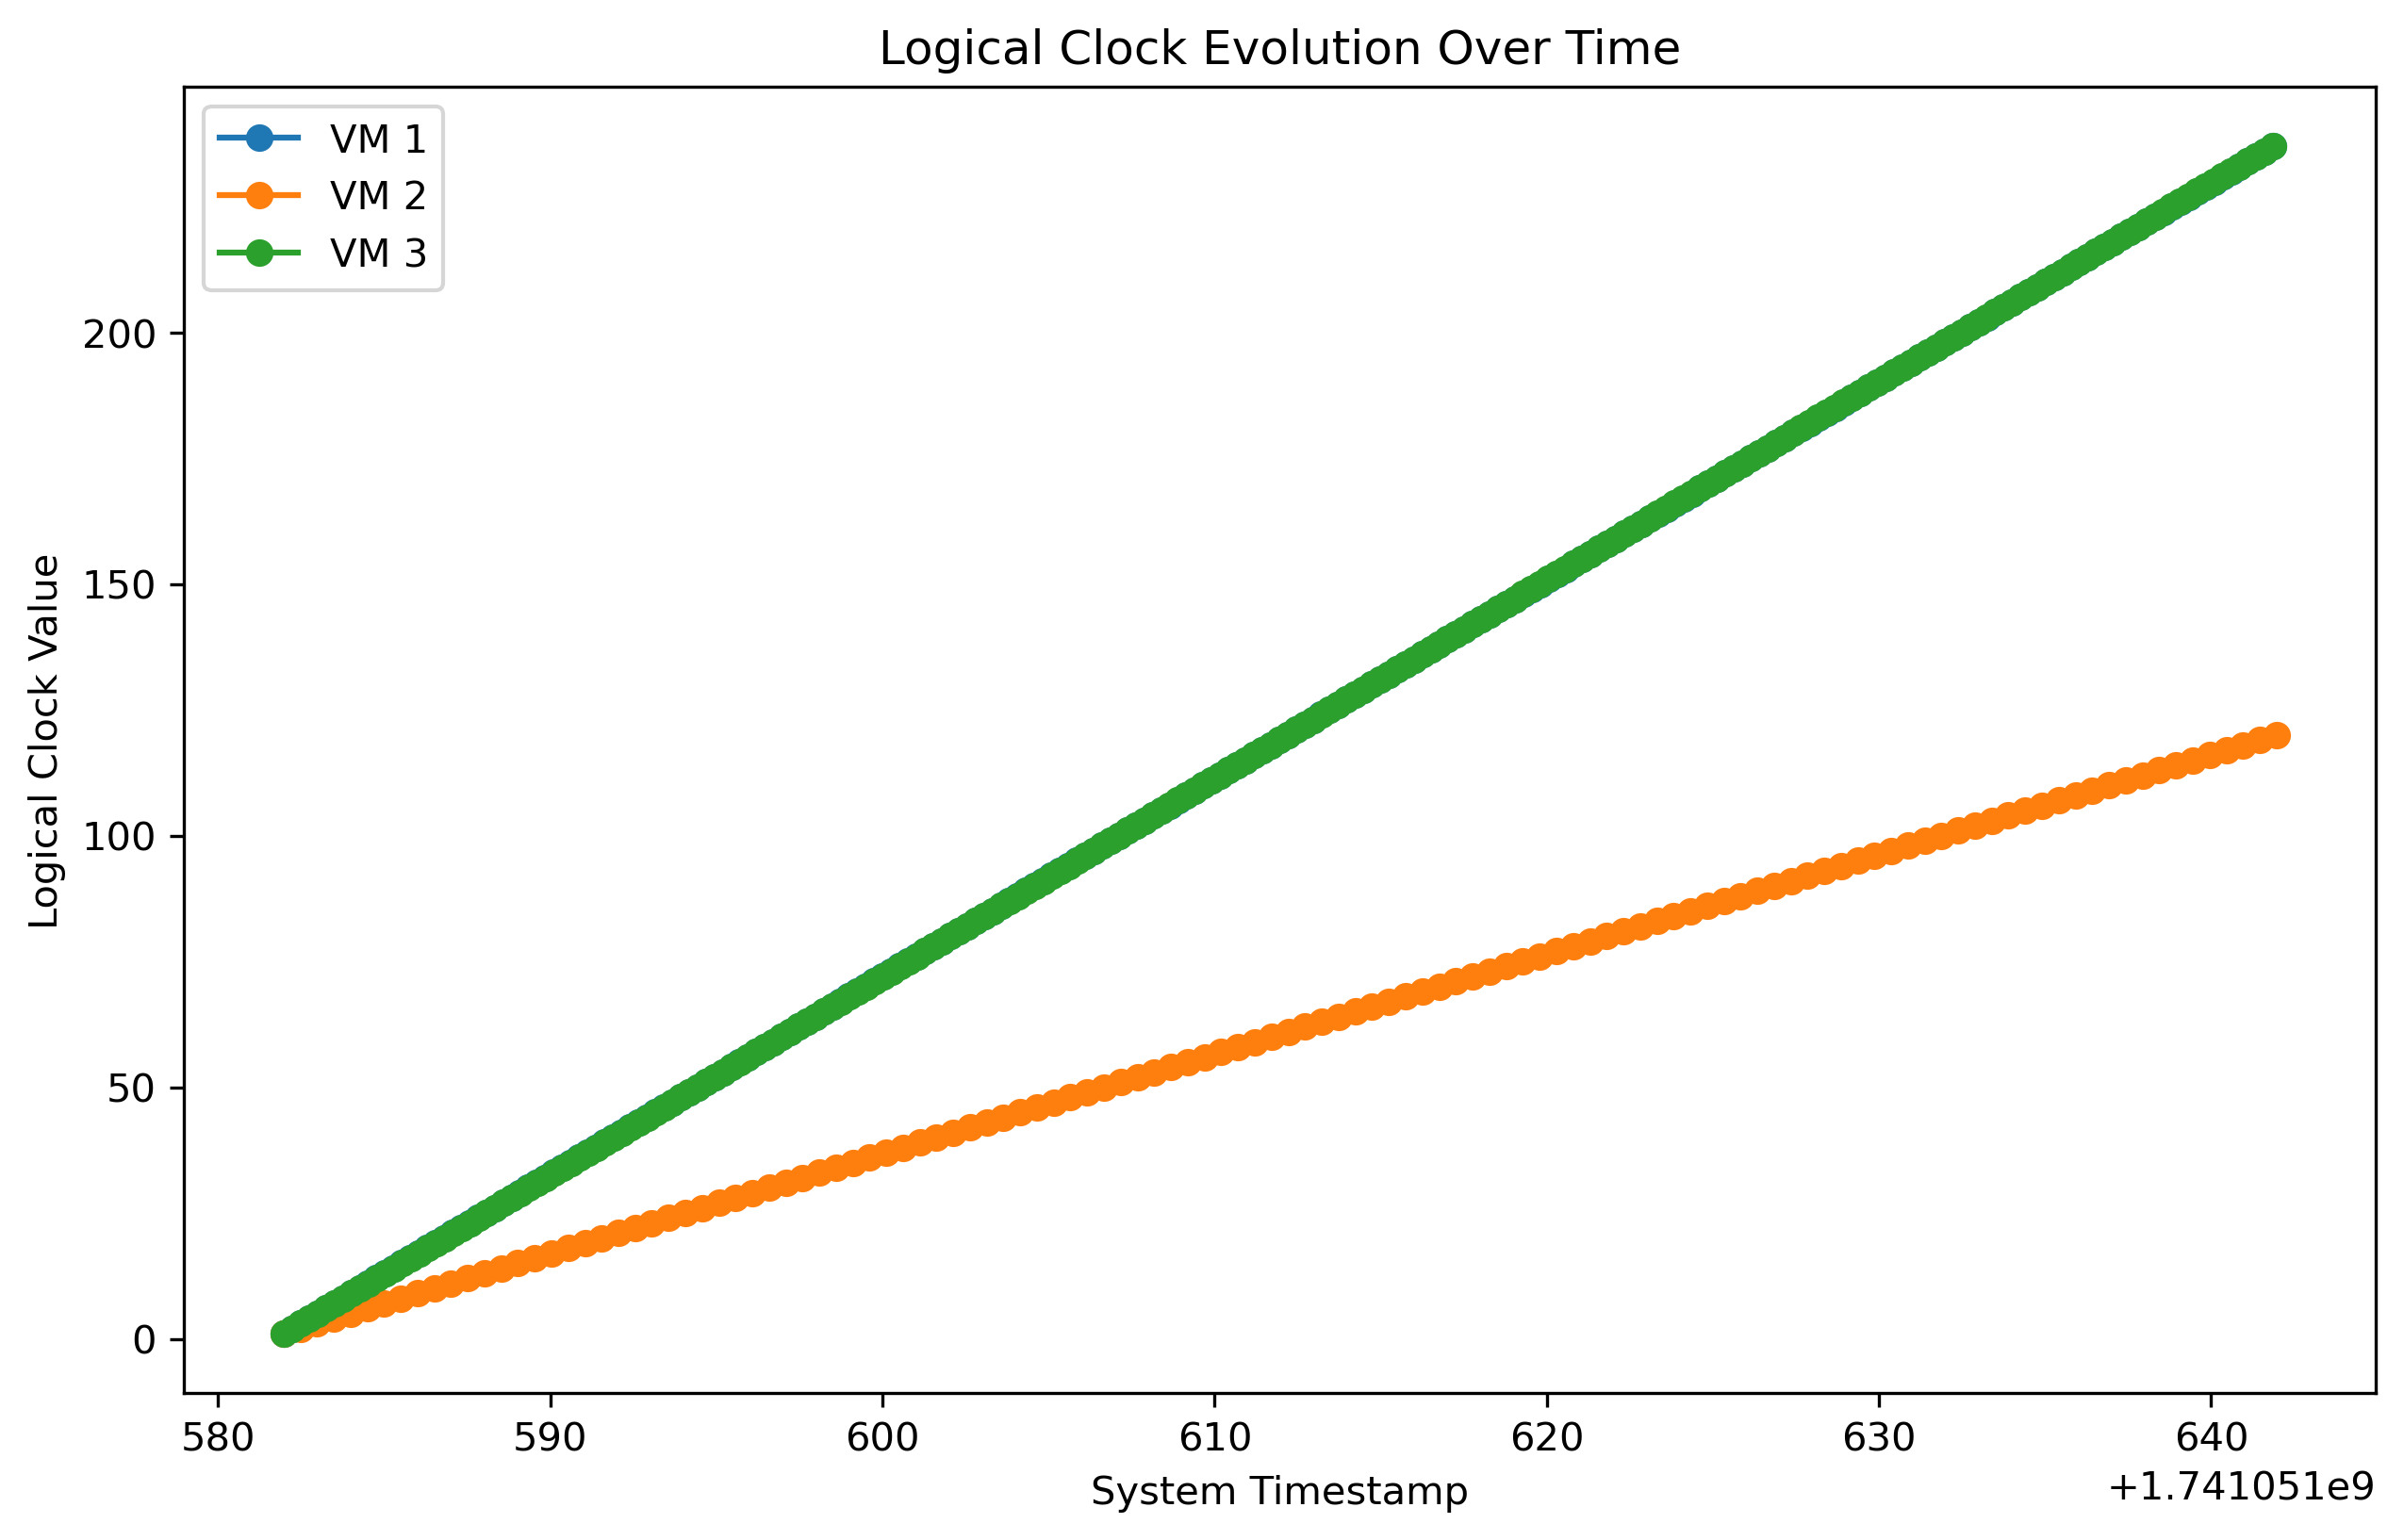 Logical Clock Evolution Over Time
VM 1
VM 2
VM 3
Logical Clock Value
200
150
100
50
0
580 590 600 610 620 630 640
System Timestamp
+1.741051e9